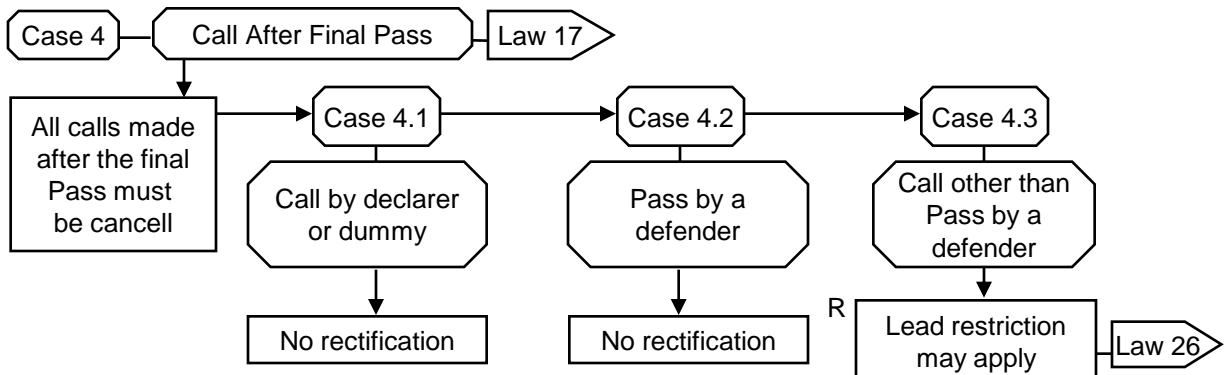 Case 4
Call After Final Pass
Law 17
All calls made
after the final
Pass must
be cancell
Case 4.1
Call by declarer
or dummy
No rectification
Case 4.2
Pass by a
defender
No rectification
Case 4.3
Call other than
Pass by a
defender
R
Lead restriction
may apply
Law 26